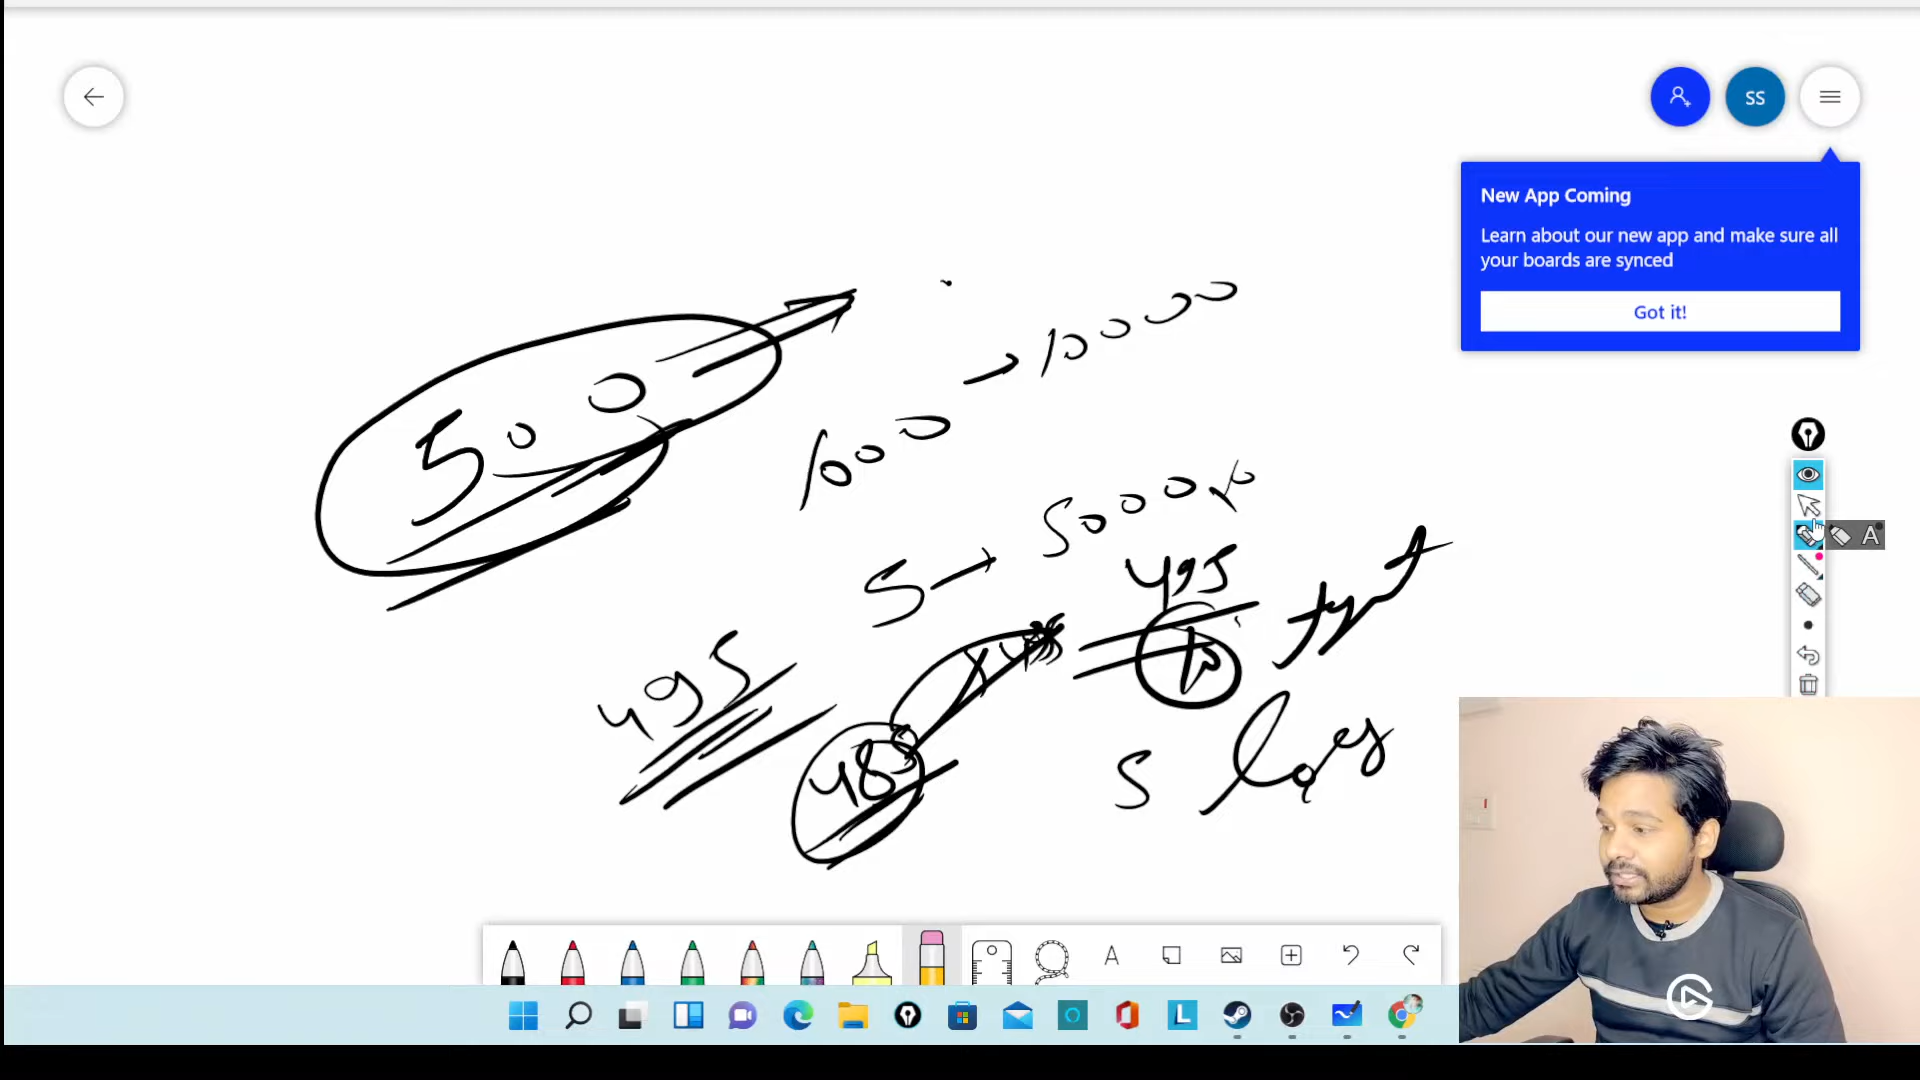 SS
New App Coming
Learn about our new app and make sure all
your boards are synced
Got it!
500
1000 → 10000
5 → 5000
495
495
485
5
A
A
L